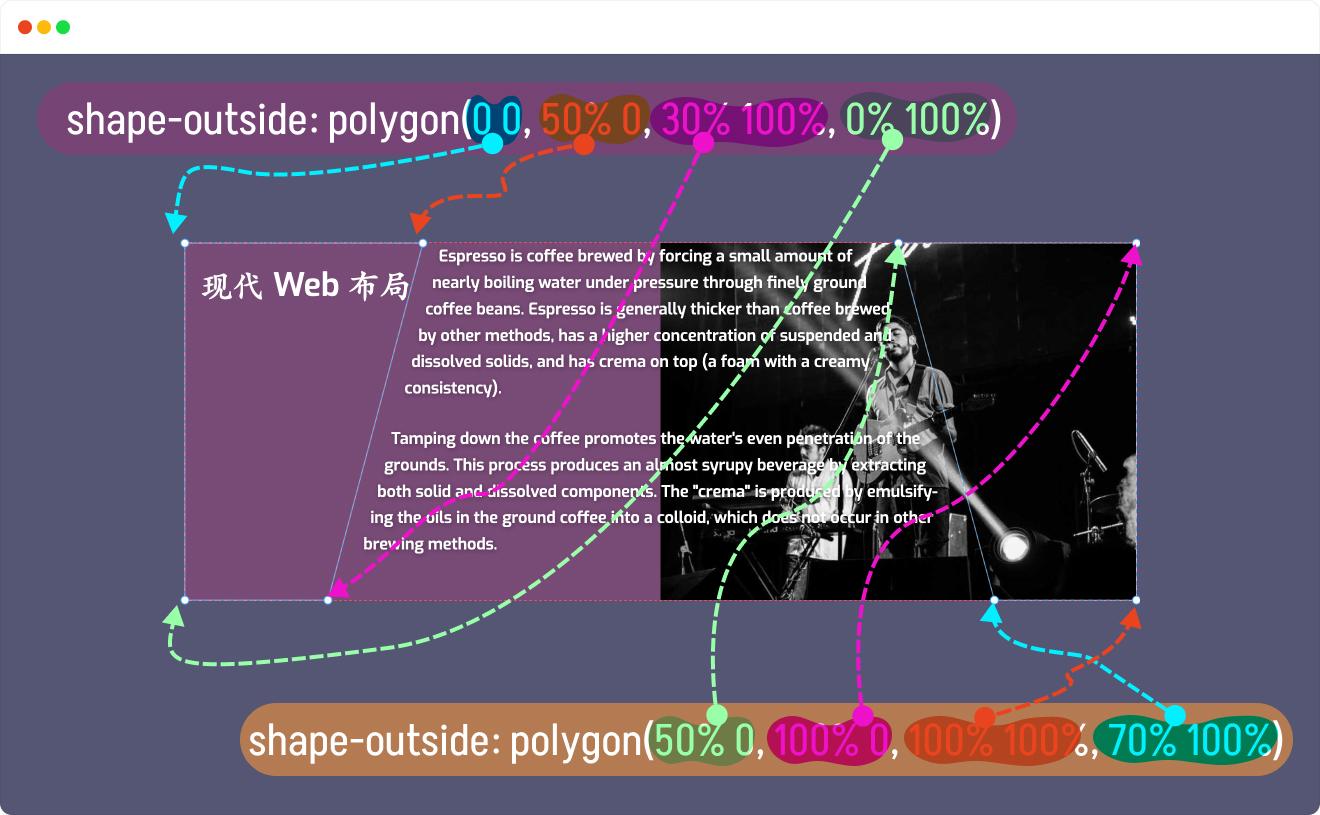 shape-outside: polygon(0 0, 50% 0, 30% 100%, 0% 100%)
现代 Web 布局
Espresso is coffee brewed by forcing a small amount of
nearly boiling water under pressure through finely ground
coffee beans. Espresso is generally thicker than coffee brewed
by other methods, has a higher concentration of suspended and
dissolved solids, and has crema on top (a foam with a creamy
consistency).
Tamping down the coffee promotes the water's even penetration of the
grounds. This process produces an almost syrupy beverage by extracting
both solid and dissolved components. The "crema" is produced by emulsify-
ing the oils in the ground coffee into a colloid, which does not occur in other
brewing methods.
shape-outside: polygon(50% 0, 100% 0, 100% 100%, 70% 100%)